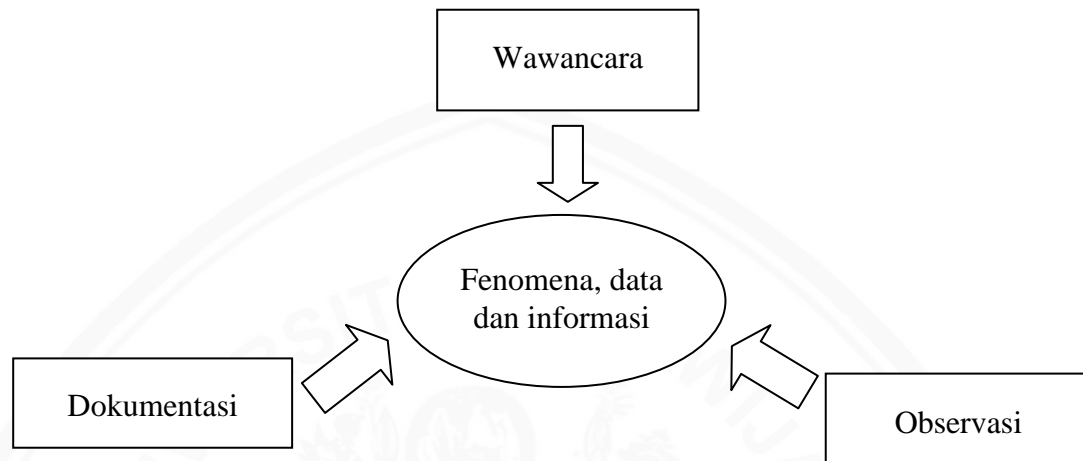 Wawancara
Fenomena, data
dan informasi
Dokumentasi
Observasi